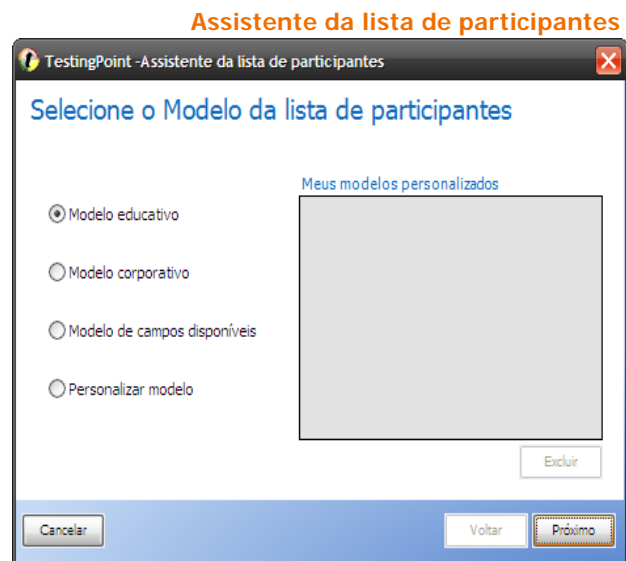 Assistente da lista de participantes
TestingPoint -Assistente da lista de participantes
Selecione o Modelo da lista de participantes
Meus modelos personalizados
Modelo educativo
Modelo corporativo
Modelo de campos disponíveis
Personalizar modelo
Excluir
Cancelar
Voltar
Próximo